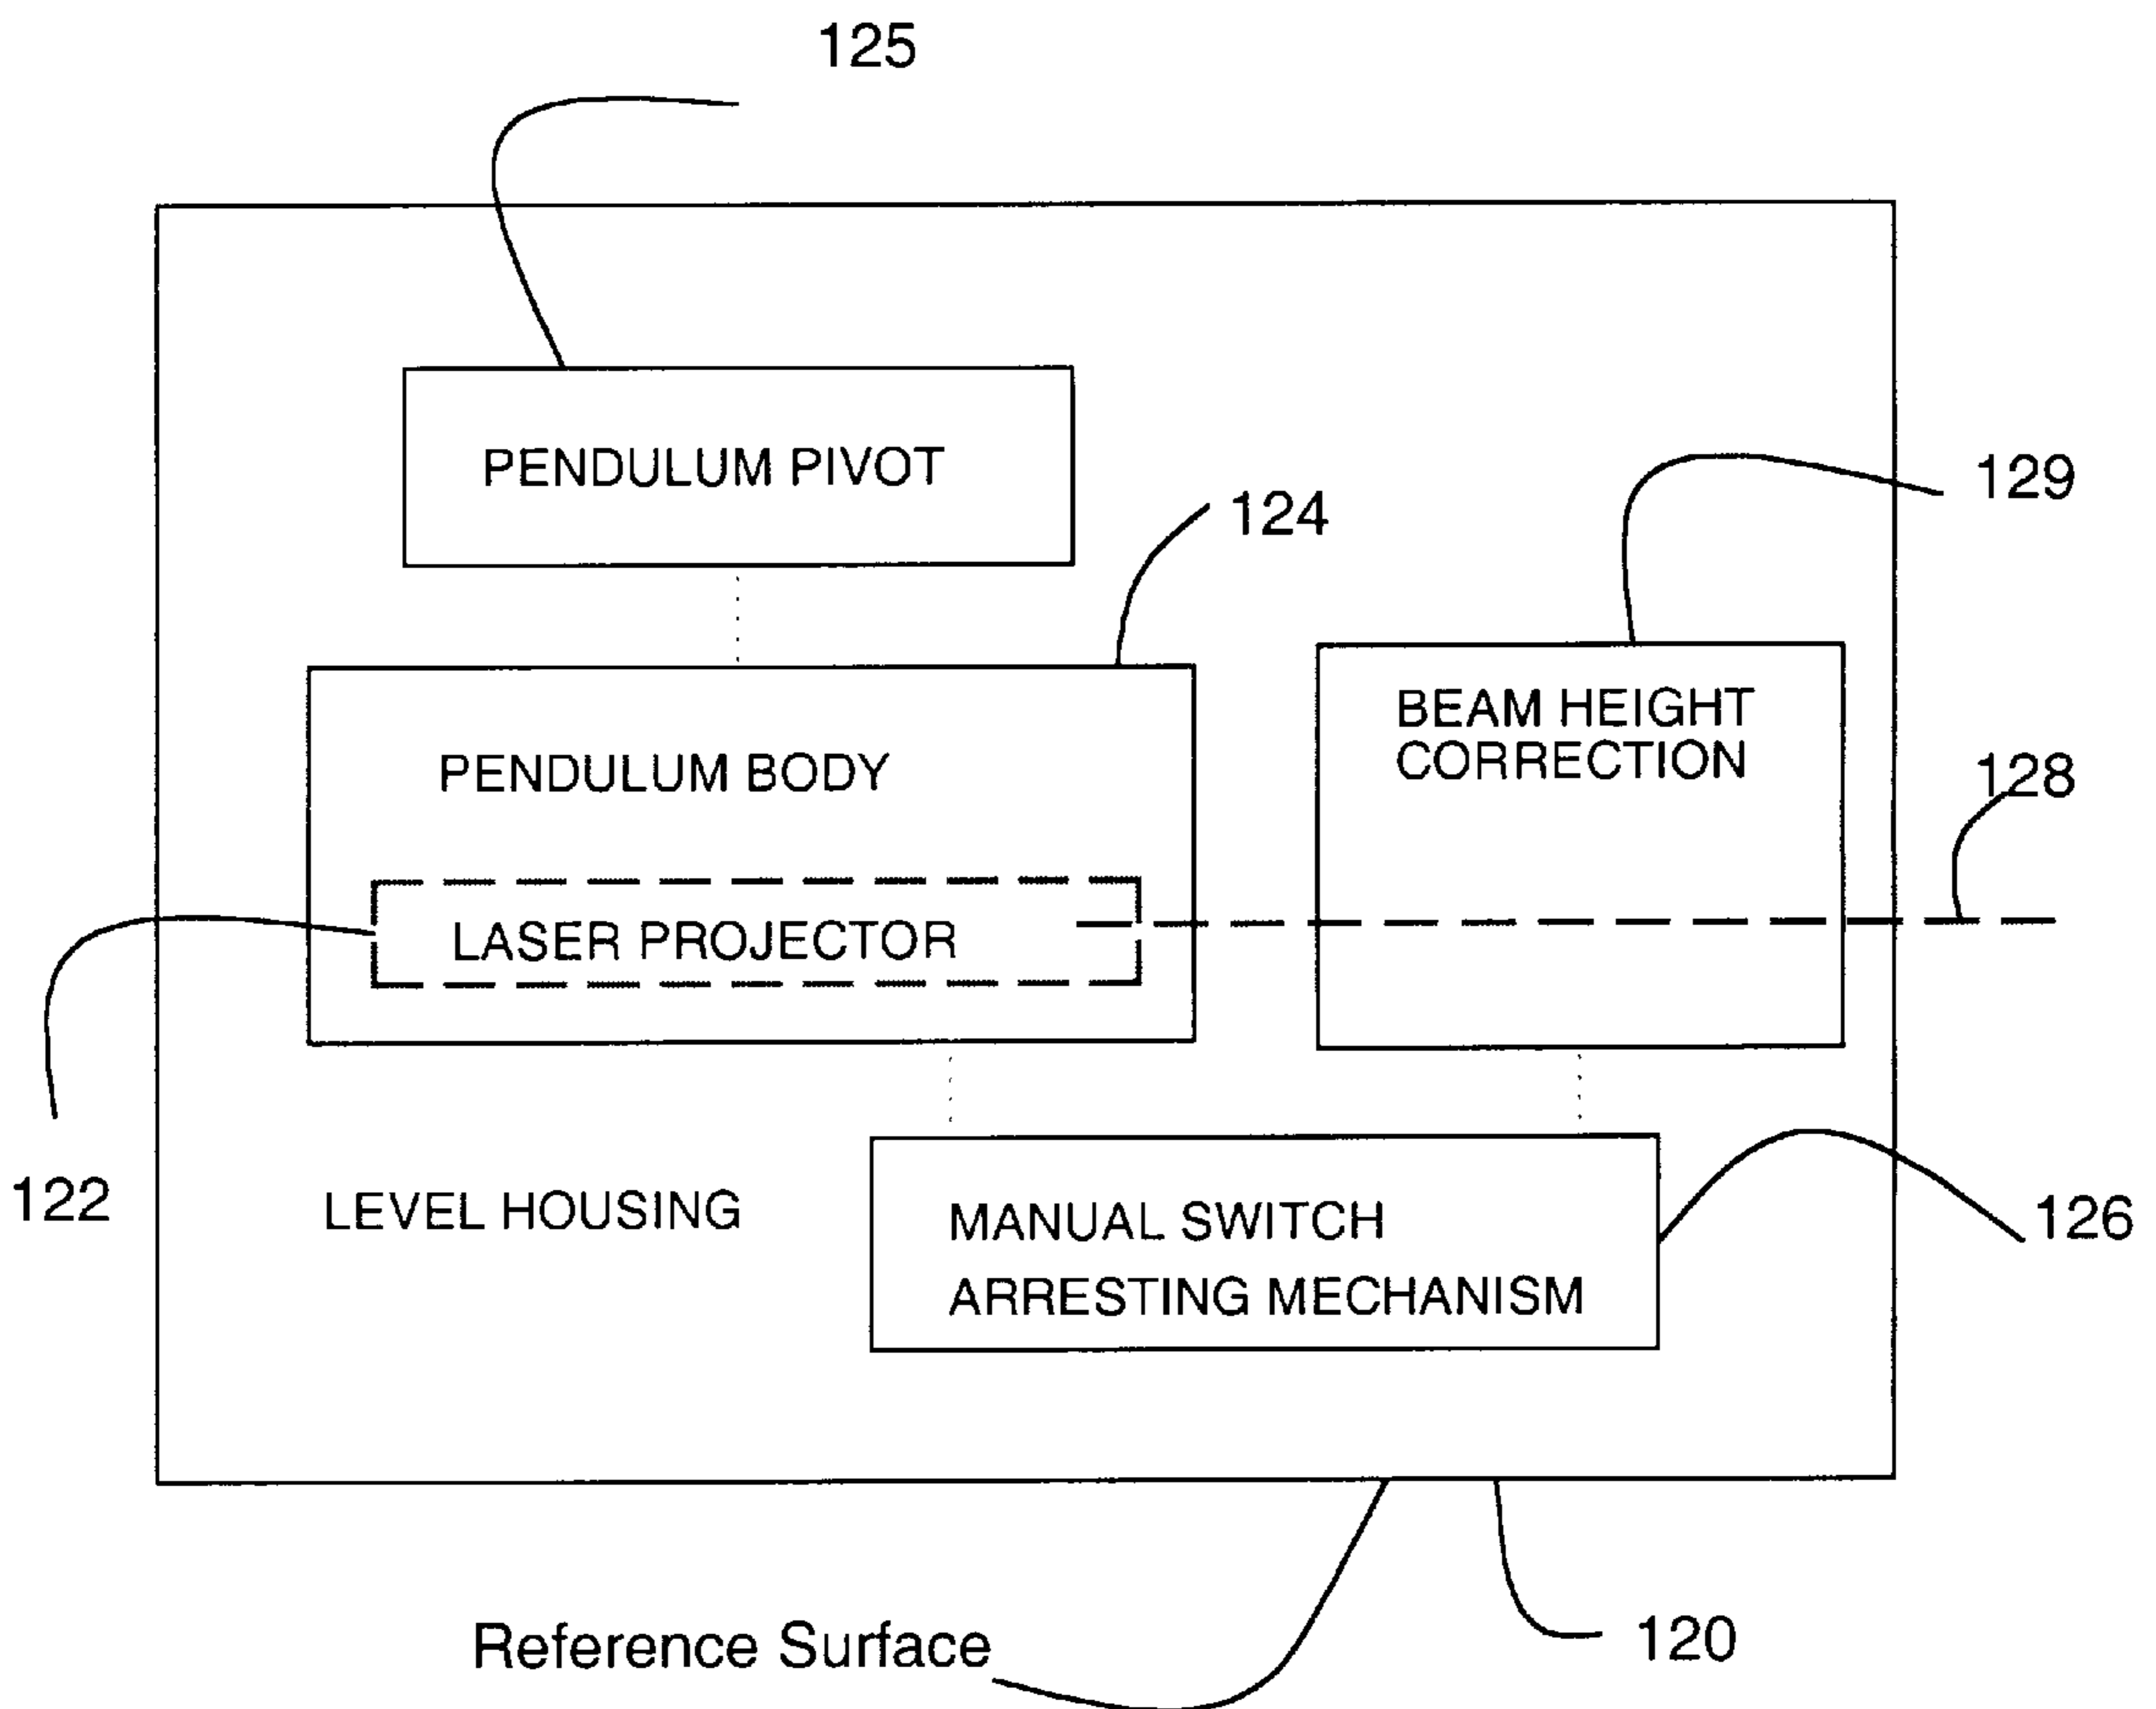 125
PENDULUM PIVOT
129
124
BEAM HEIGHT
CORRECTION
PENDULUM BODY
128
LASER PROJECTOR
122
LEVEL HOUSING
MANUAL SWITCH
ARRESTING MECHANISM
126
Reference Surface
120